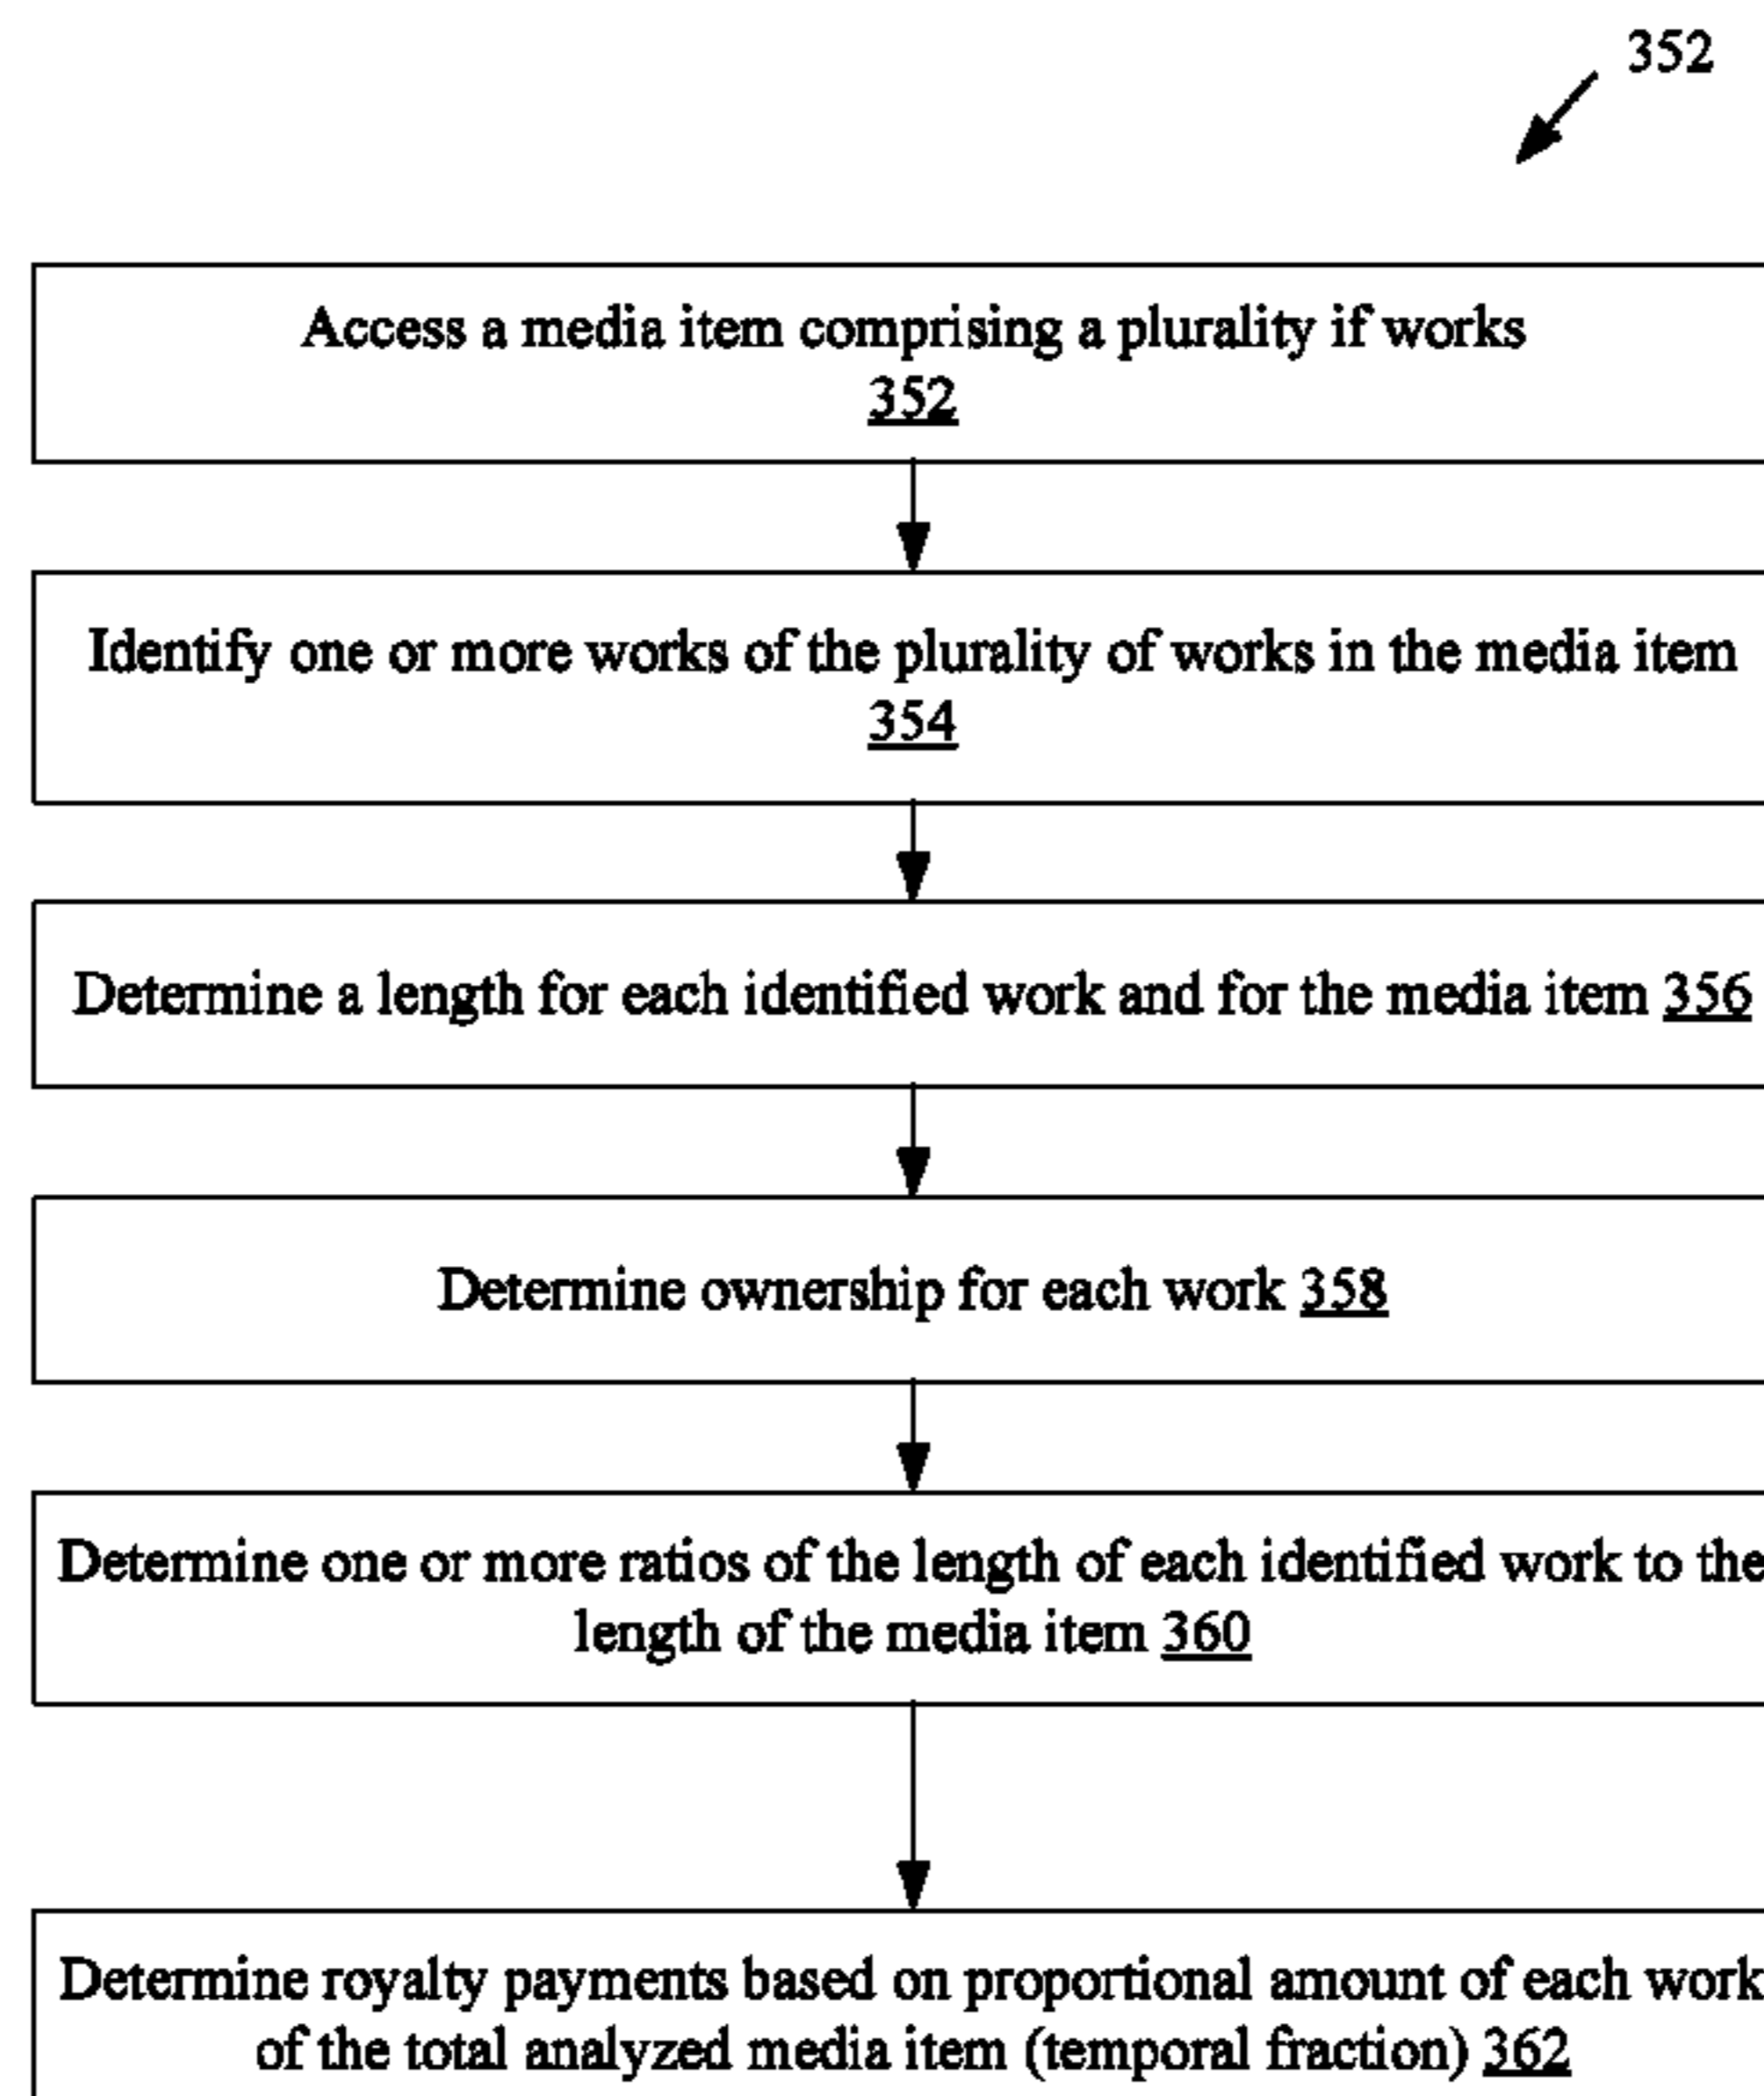 352
Access a media item comprising a plurality if works
352
Identify one or more works of the plurality of works in the media item
354
Determine a length for each identified work and for the media item 356
Determine ownership for each work 358
Determine one or more ratios of the length of each identified work to the
length of the media item 360
Determine royalty payments based on proportional amount of each work
of the total analyzed media item (temporal fraction) 362